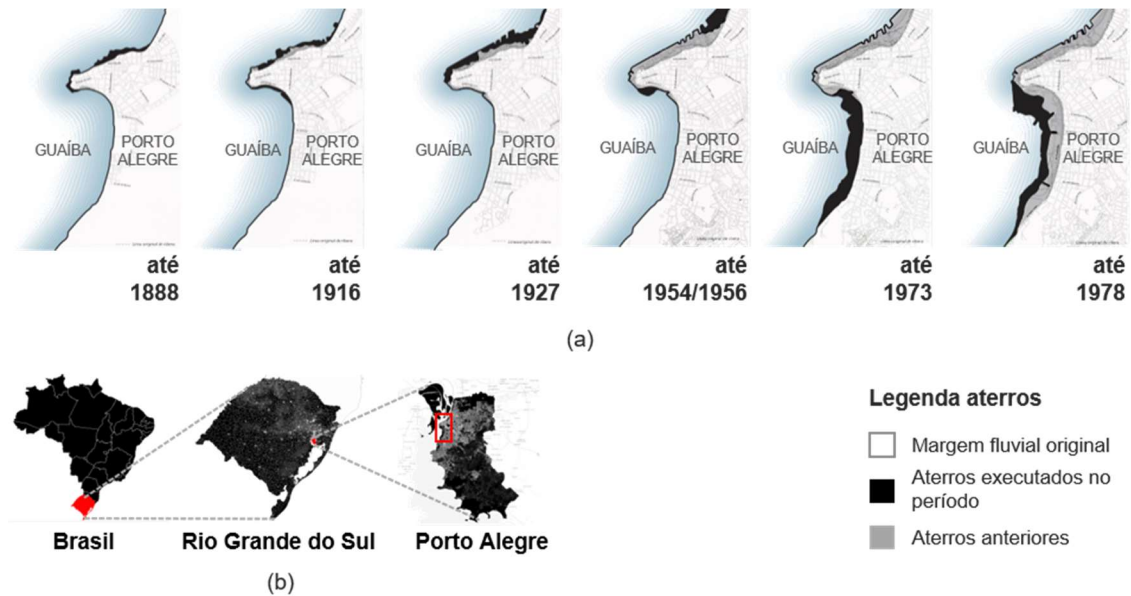 GUAÍBA
PORTO
ALEGRE
GUAÍBA
PORTO
ALEGRE
GUAÍBA
PORTO
ALEGRE
GUAÍBA
PORTO
ALEGRE
GUAÍBA
PORTO
ALEGRE
GUAÍBA
PORTO
ALEGRE
até
1888
até
1916
até
1927
até
1954/1956
até
1973
até
1978
(a)
Brasil
Rio Grande do Sul
Porto Alegre
(b)
Legenda aterros
Margem fluvial original
Aterros executados no
período
Aterros anteriores